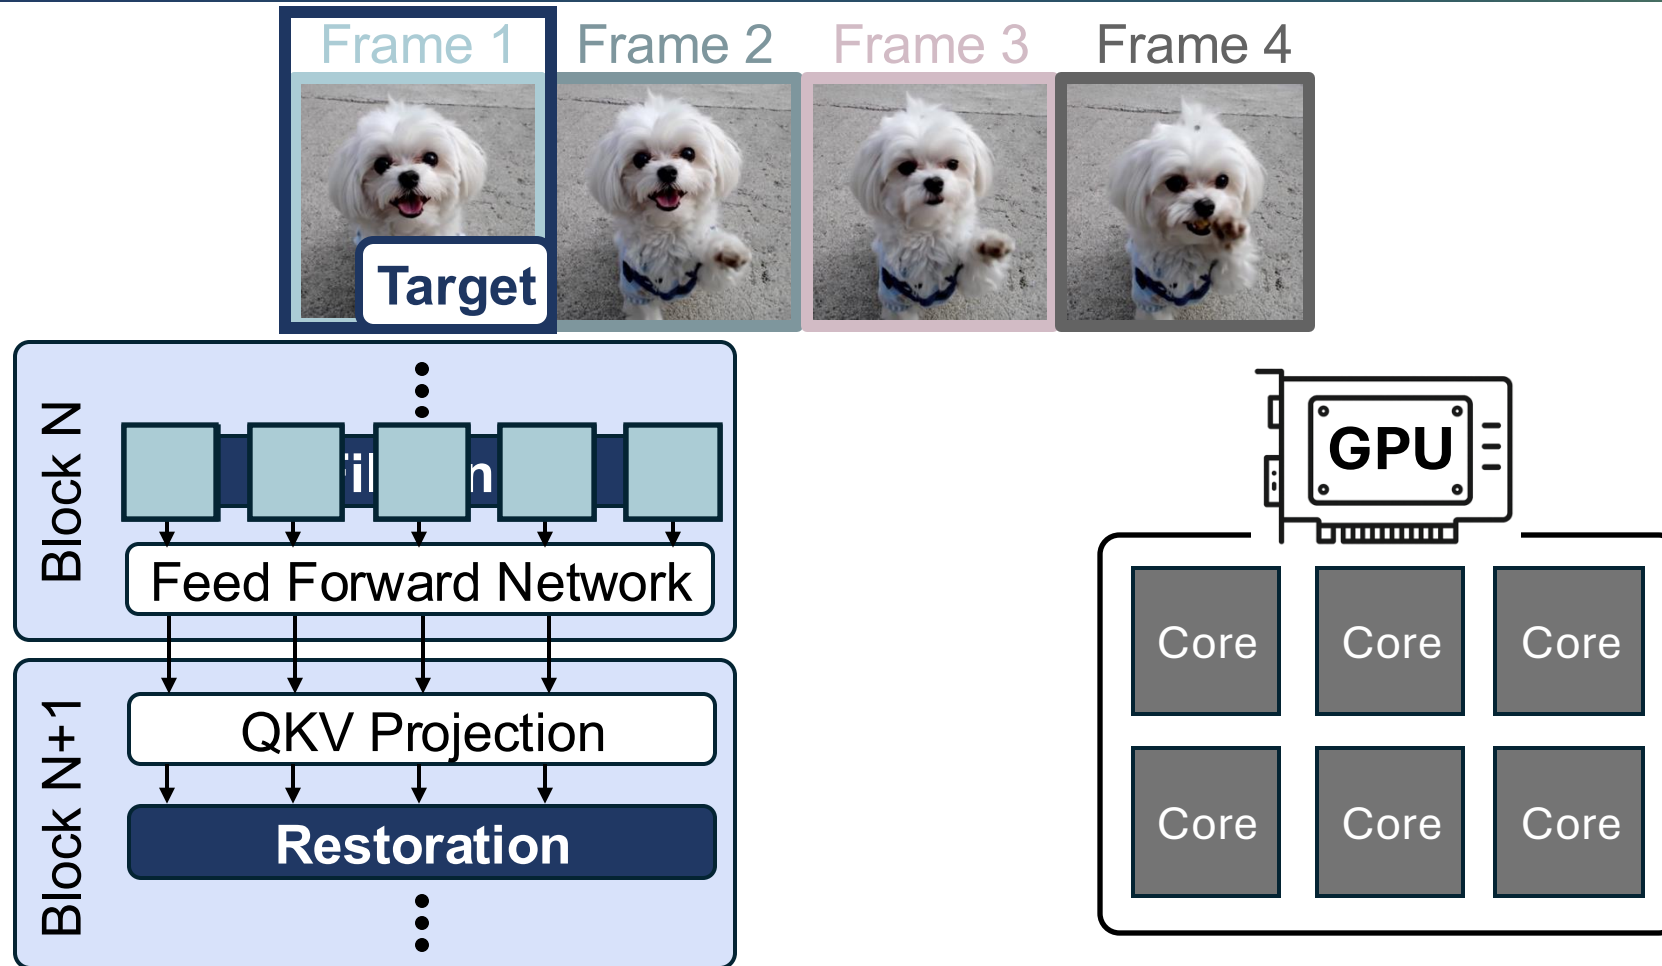 Frame 1
Frame 2
Frame 3
Frame 4
Target
Block N
Feed Forward Network
Block N+1
QKV Projection
Restoration
GPU
Core
Core
Core
Core
Core
Core